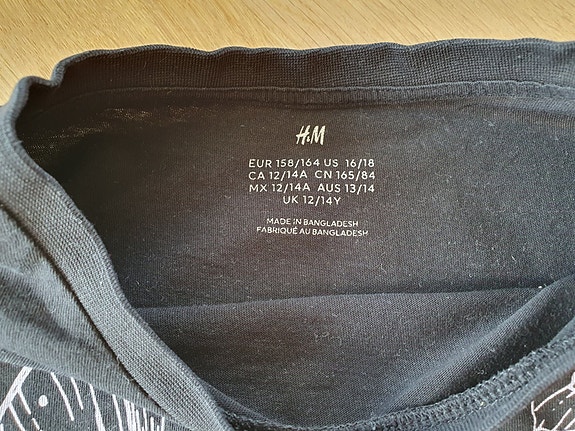 H&M
EUR 158/164 US 16/18
CA 12/14A CN 165/84
MX 12/14A AUS 13/14
UK 12/14Y
MADE IN BANGLADESH
FABRIQUÉ AU BANGLADESH